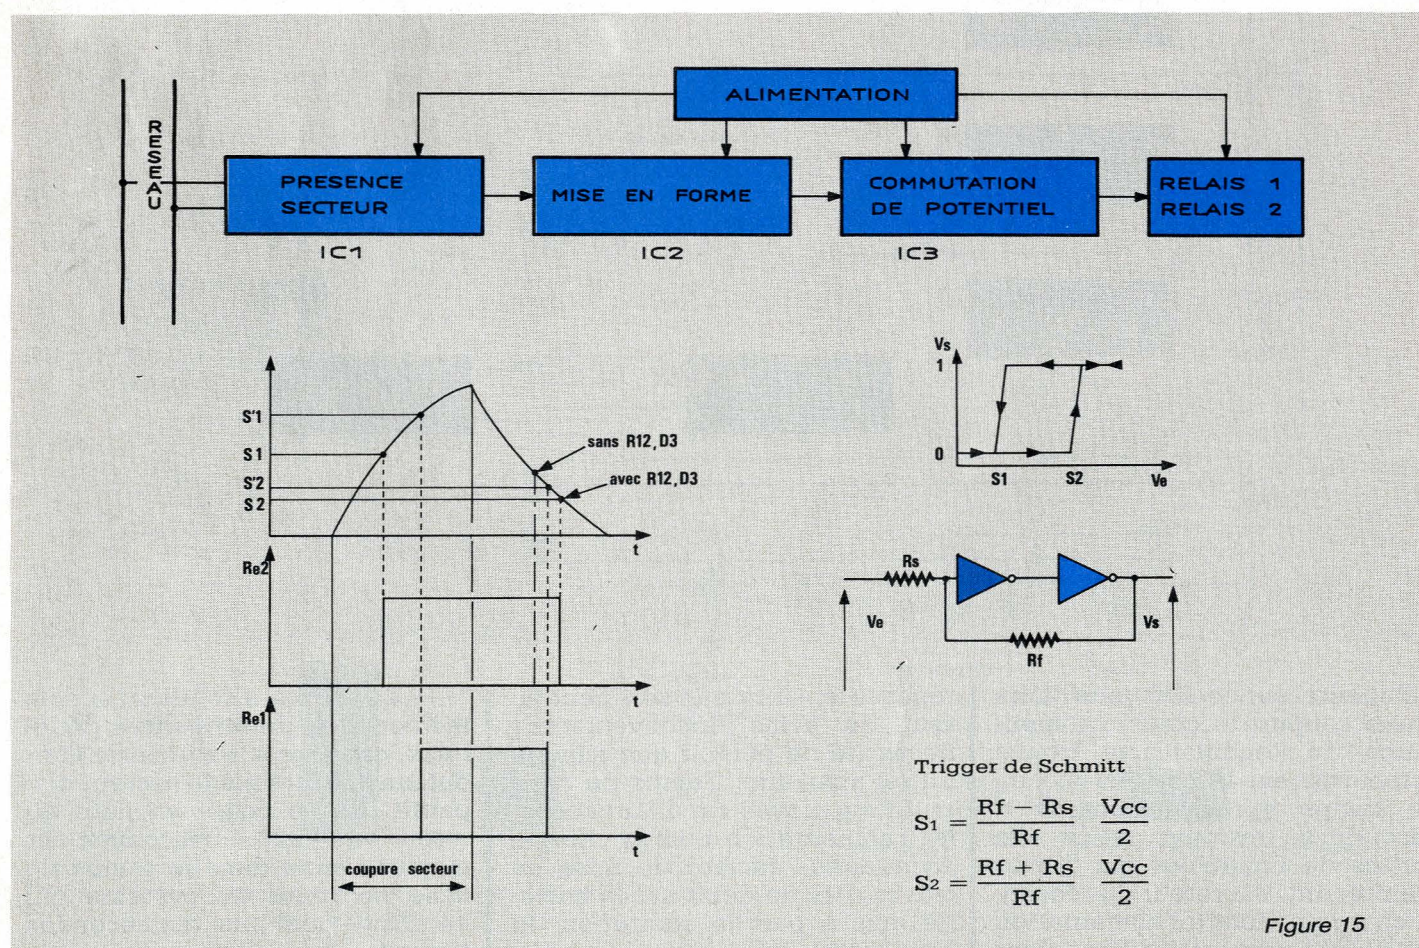 ALIMENTATION
RESEAU
PRESENCE
SECTEUR
IC1
MISE EN FORME
IC2
COMMUTATION
DE POTENTIEL
IC3
RELAIS 1
RELAIS 2
S'1
S1
S'2
S2
sans R12, D3
avec R12, D3
t
Re2
t
Re1
t
coupure secteur
Vs
1
0
S1
S2
Ve
Rs
Ve
Vs
Rf
Trigger de Schmitt
S1 = Rf − Rs / Rf Vcc / 2
S2 = Rf + Rs / Rf Vcc / 2
Figure 15